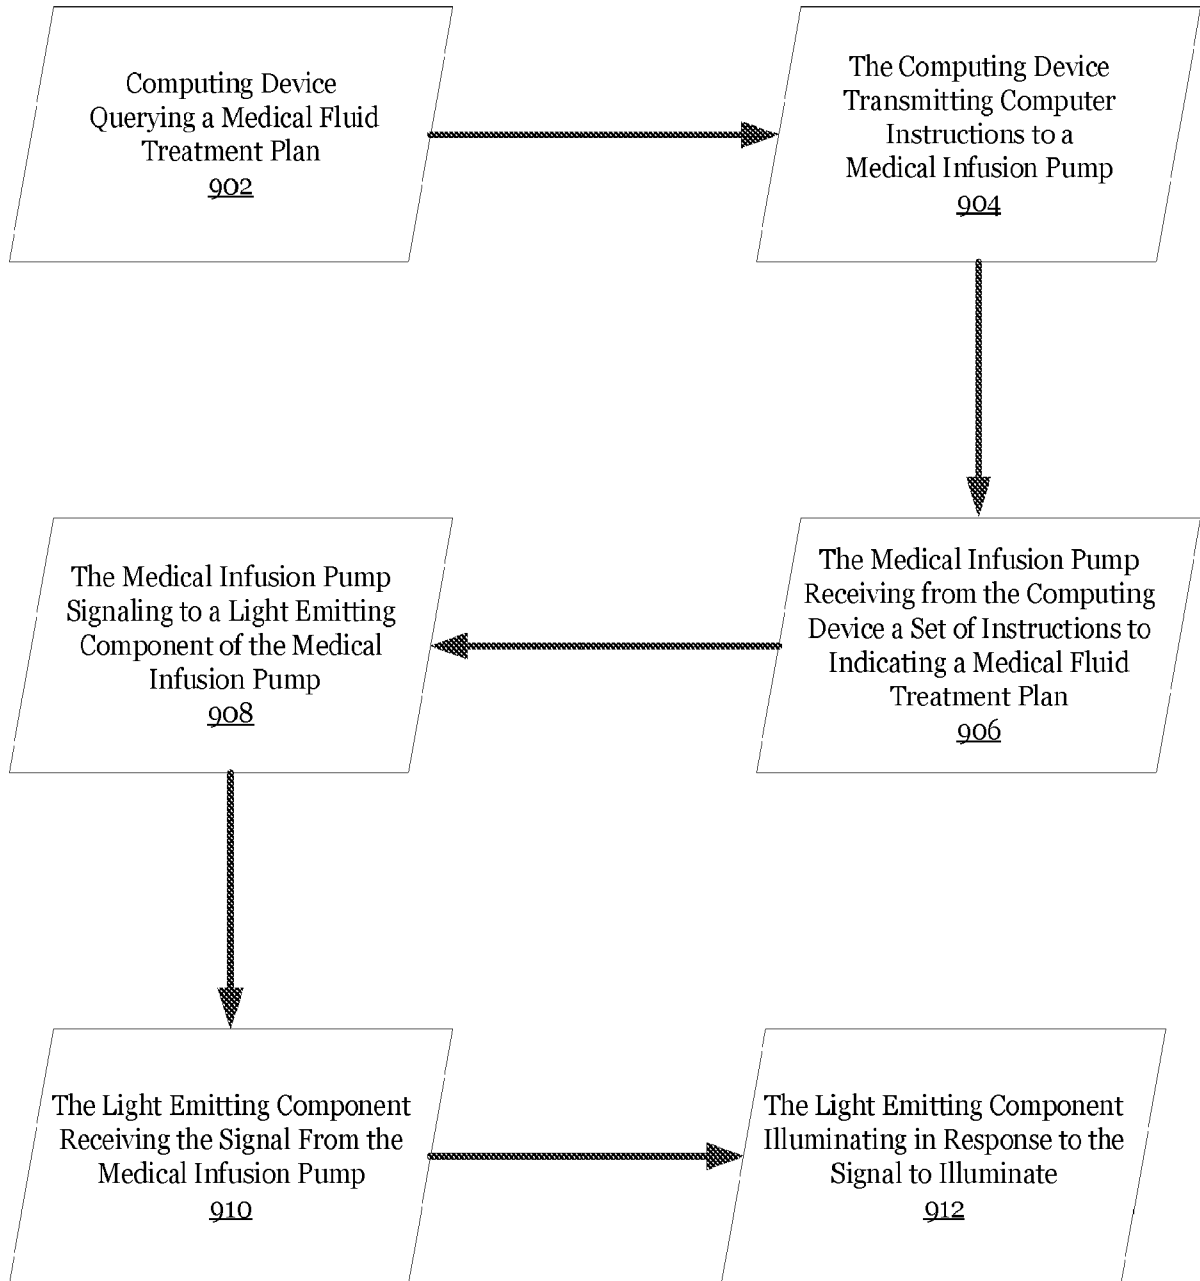 Computing Device
Querying a Medical Fluid
Treatment Plan
902
The Computing Device
Transmitting Computer
Instructions to a
Medical Infusion Pump
904
The Medical Infusion Pump
Receiving from the Computing
Device a Set of Instructions to
Indicating a Medical Fluid
Treatment Plan
906
The Medical Infusion Pump
Signaling to a Light Emitting
Component of the Medical
Infusion Pump
908
The Light Emitting Component
Receiving the Signal From the
Medical Infusion Pump
910
The Light Emitting Component
Illuminating in Response to the
Signal to Illuminate
912